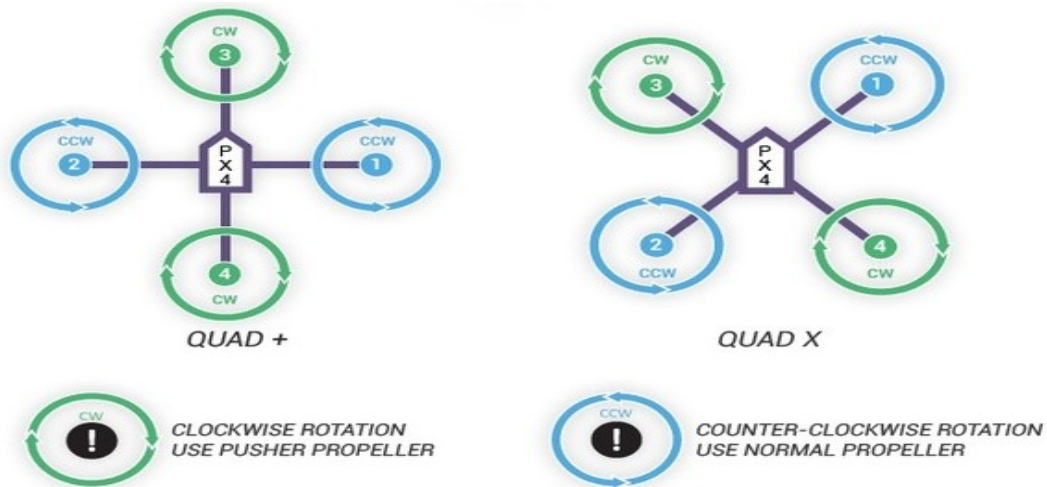 CW
3
CCW
2
P
X
4
CCW
1
4
CW
QUAD +
CW
3
CCW
1
P
X
4
2
CCW
4
CW
QUAD X
CW
!
CLOCKWISE ROTATION
USE PUSHER PROPELLER
CCW
!
COUNTER-CLOCKWISE ROTATION
USE NORMAL PROPELLER